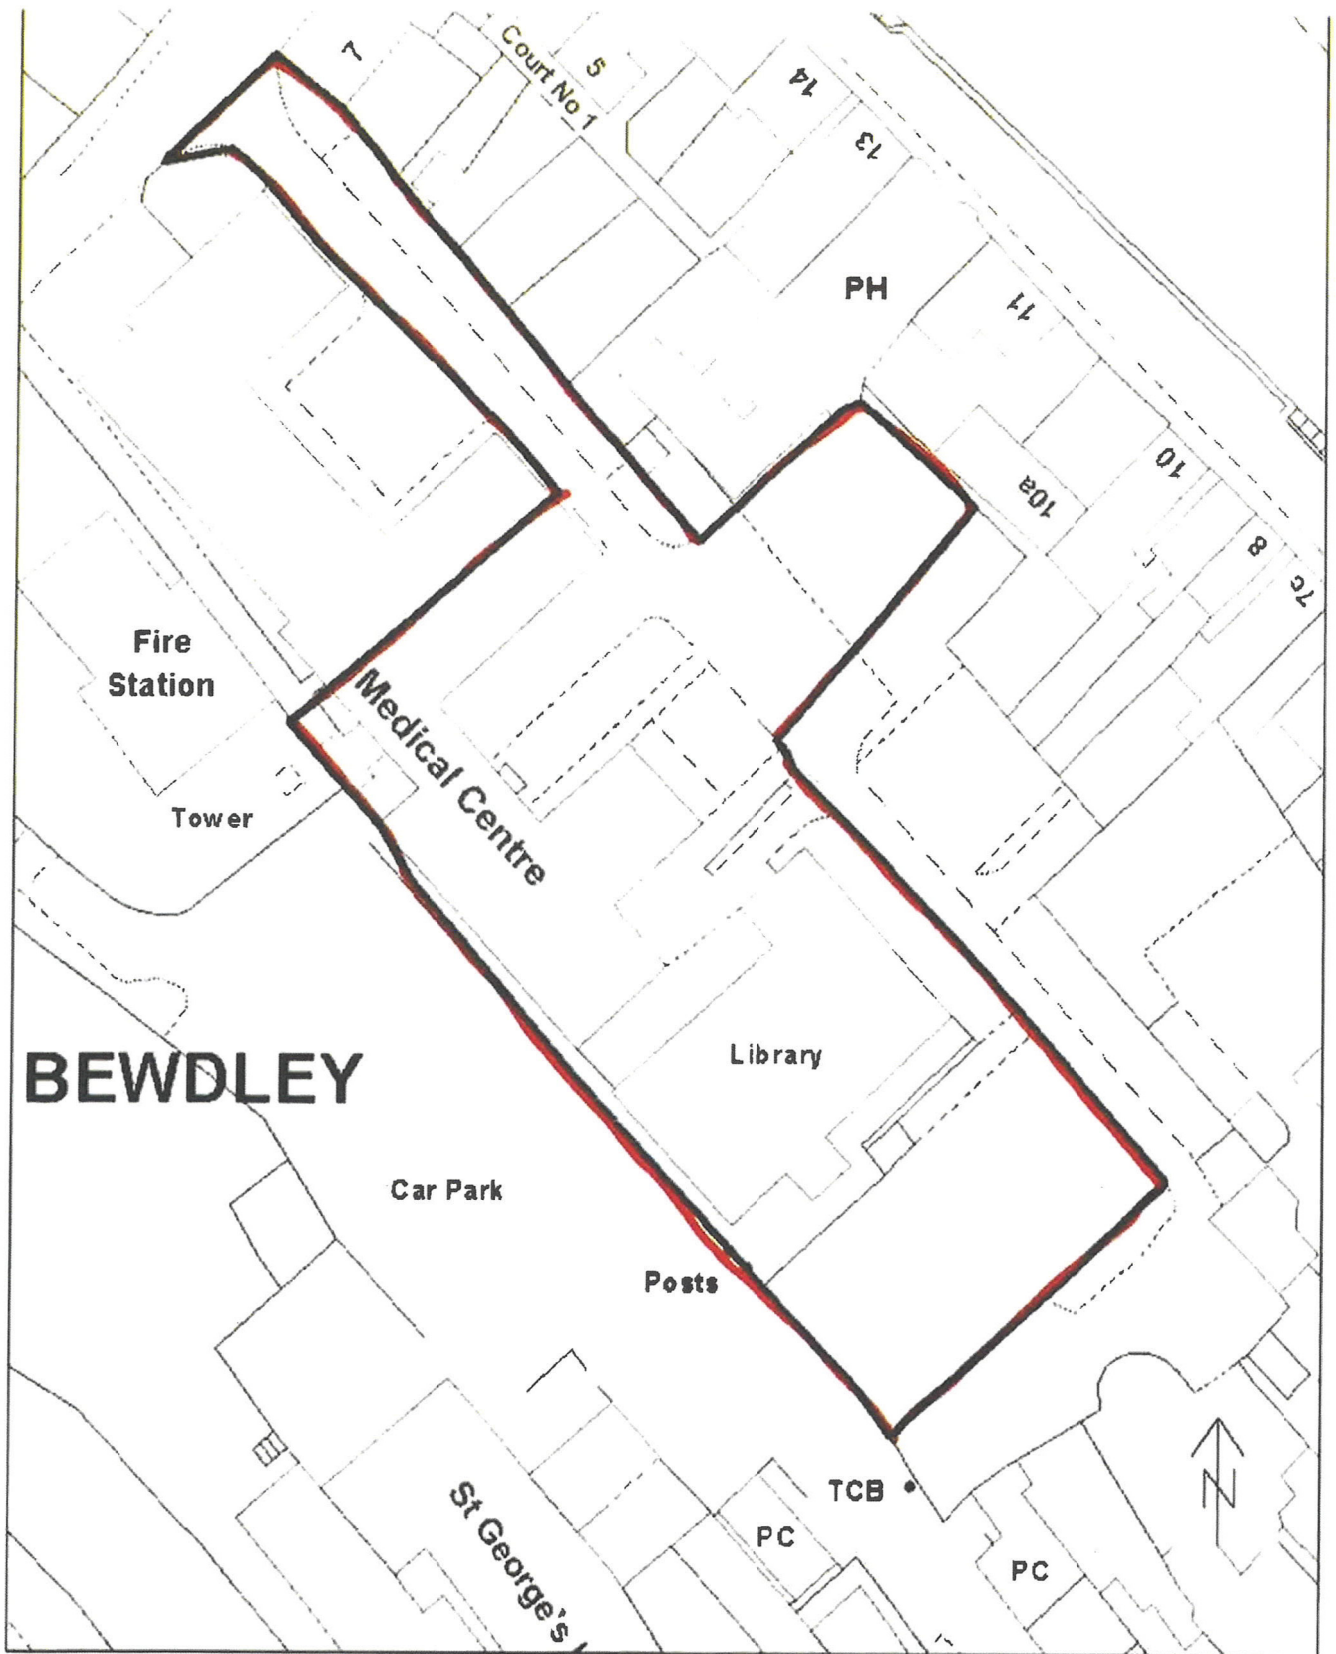 7
Court No 1
5
14
13
PH
11
10a
10
8
7c
Fire
Station
Medical Centre
Tower
BEWDLEY
Library
Car Park
Posts
TCB
PC
PC
N
St George's